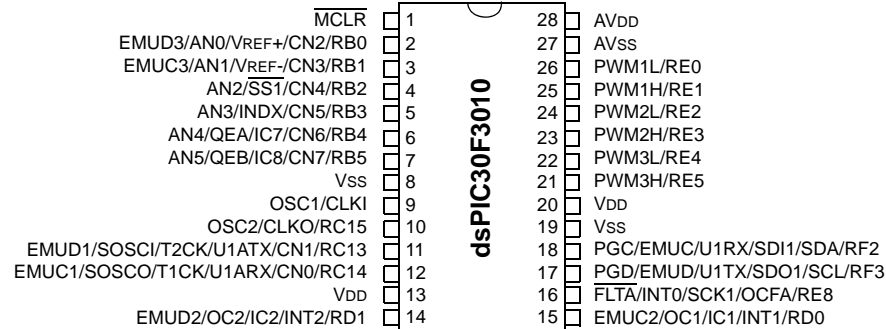 MCLR 1 28 AVDD
EMUD3/AN0/VREF+/CN2/RB0 2 27 AVSS
EMUC3/AN1/VREF-/CN3/RB1 3 26 PWM1L/RE0
AN2/SS1/CN4/RB2 4 25 PWM1H/RE1
AN3/INDX/CN5/RB3 5 24 PWM2L/RE2
AN4/QEA/IC7/CN6/RB4 6 23 PWM2H/RE3
AN5/QEB/IC8/CN7/RB5 7 22 PWM3L/RE4
VSS 8 21 PWM3H/RE5
OSC1/CLKI 9 20 VDD
OSC2/CLKO/RC15 10 19 VSS
EMUD1/SOSCI/T2CK/U1ATX/CN1/RC13 11 18 PGC/EMUC/U1RX/SDI1/SDA/RF2
EMUC1/SOSCO/T1CK/U1ARX/CN0/RC14 12 17 PGD/EMUD/U1TX/SDO1/SCL/RF3
VDD 13 16 FLTA/INT0/SCK1/OCFA/RE8
EMUD2/OC2/IC2/INT2/RD1 14 15 EMUC2/OC1/IC1/INT1/RD0
dsPIC30F3010